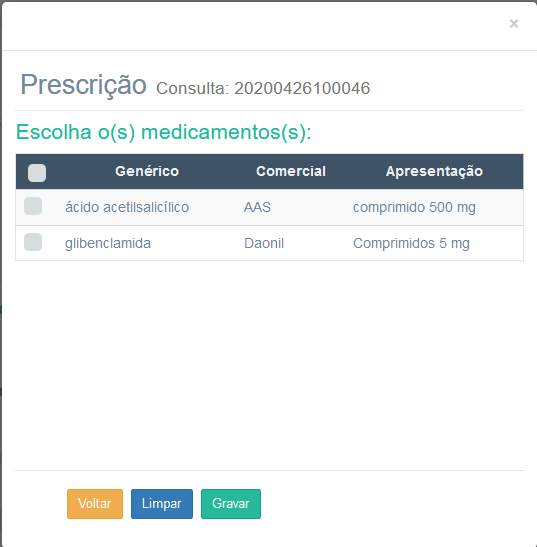 ×
Prescrição Consulta: 20200426100046
Escolha o(s) medicamentos(s):
Genérico Comercial Apresentação
ácido acetilsalicílico AAS comprimido 500 mg
glibenclamida Daonil Comprimidos 5 mg
Voltar Limpar Gravar